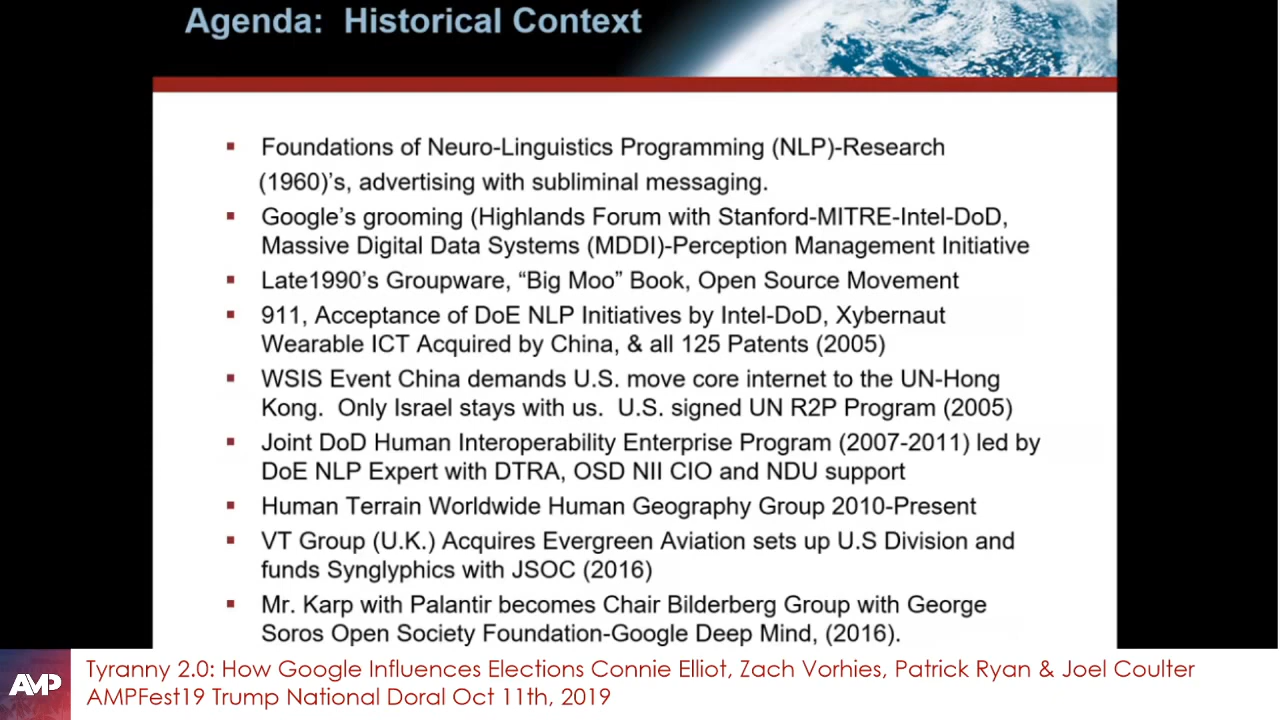 Agenda: Historical Context
Foundations of Neuro-Linguistics Programming (NLP)-Research
(1960)'s, advertising with subliminal messaging.
Google's grooming (Highlands Forum with Stanford-MITRE-Intel-DoD,
Massive Digital Data Systems (MDDI)-Perception Management Initiative
Late1990's Groupware, “Big Moo” Book, Open Source Movement
911, Acceptance of DoE NLP Initiatives by Intel-DoD, Xybernaut
Wearable ICT Acquired by China, & all 125 Patents (2005)
WSIS Event China demands U.S. move core internet to the UN-Hong
Kong.  Only Israel stays with us.  U.S. signed UN R2P Program (2005)
Joint DoD Human Interoperability Enterprise Program (2007-2011) led by
DoE NLP Expert with DTRA, OSD NII CIO and NDU support
Human Terrain Worldwide Human Geography Group 2010-Present
VT Group (U.K.) Acquires Evergreen Aviation sets up U.S Division and
funds Synglyphics with JSOC (2016)
Mr. Karp with Palantir becomes Chair Bilderberg Group with George
Soros Open Society Foundation-Google Deep Mind, (2016).
AMP
Tyranny 2.0: How Google Influences Elections Connie Elliot, Zach Vorhies, Patrick Ryan & Joel Coulter
AMPFest19 Trump National Doral Oct 11th, 2019